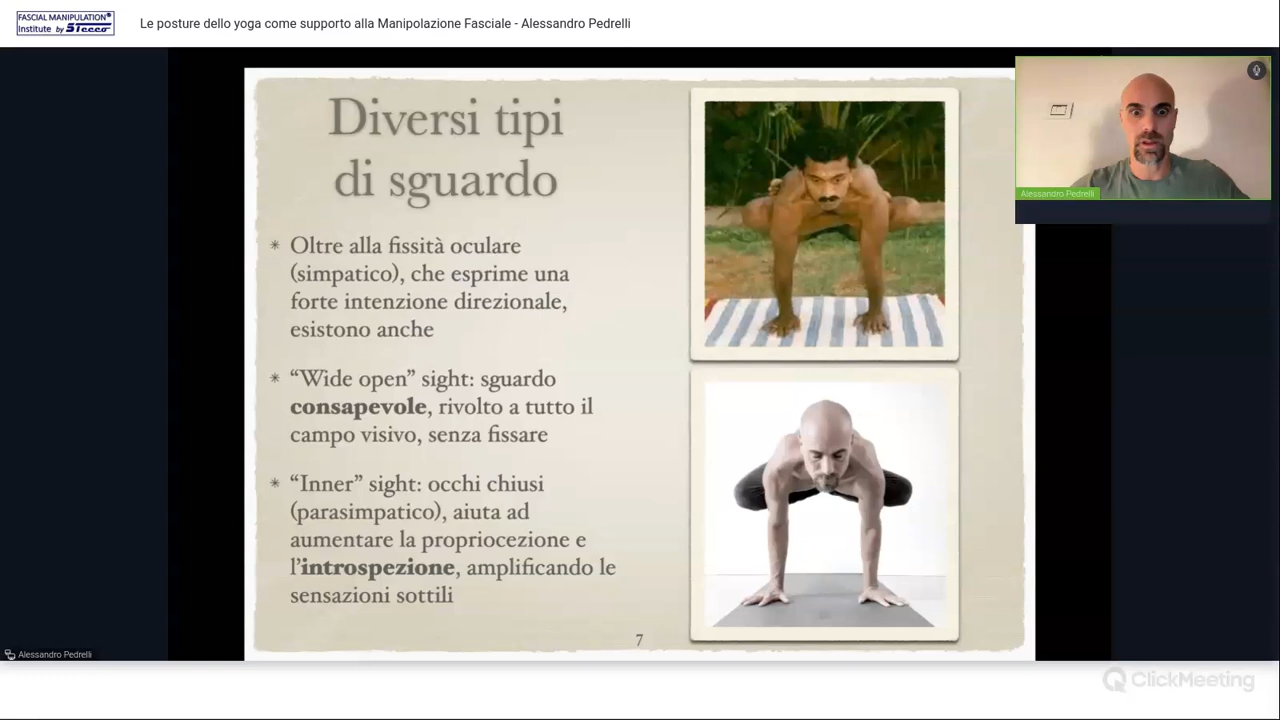 FASCIAL MANIPULATION®
Institute by Stecco
Le posture dello yoga come supporto alla Manipolazione Fasciale - Alessandro Pedrelli
Diversi tipi
di sguardo
* Oltre alla fissità oculare
(simpatico), che esprime una
forte intenzione direzionale,
esistono anche
* “Wide open” sight: sguardo
consapevole, rivolto a tutto il
campo visivo, senza fissare
* “Inner” sight: occhi chiusi
(parasimpatico), aiuta ad
aumentare la propriocezione e
l’introspezione, amplificando le
sensazioni sottili
7
Alessandro Pedrelli
Alessandro Pedrelli
ClickMeeting